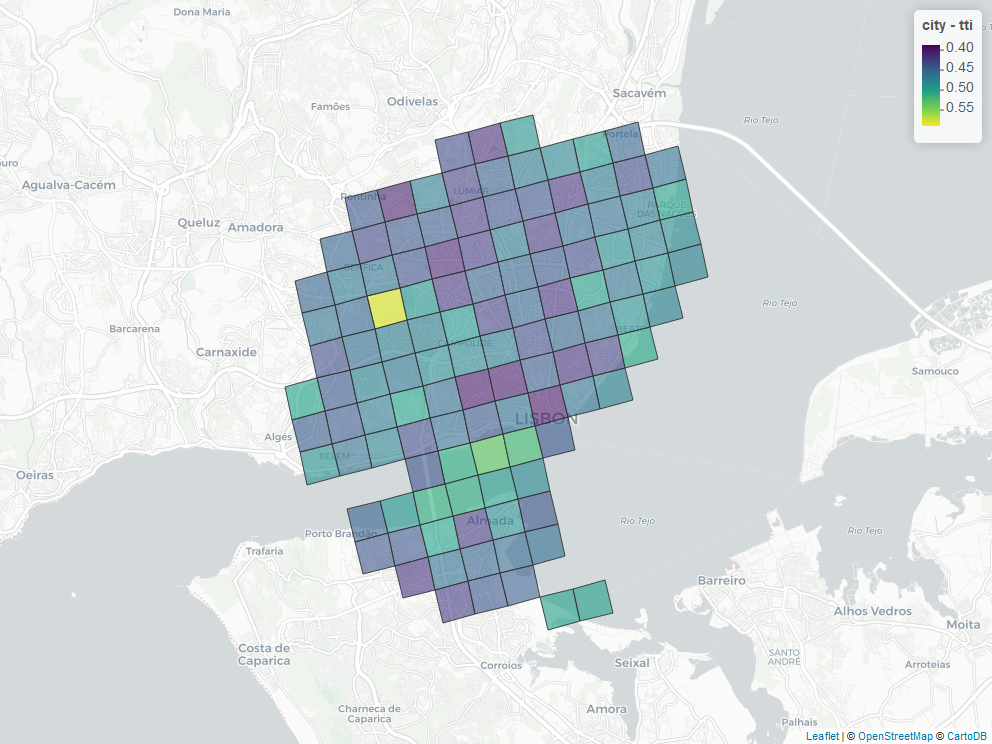 Dona Maria
city - tti
0.40
0.45
0.50
0.55
Sacavém
Famões
Odivelas
Rio Tejo
Portela
Agualva-Cacém
Pontinha
LUMIAR
PARQUE
DAS NAÇÕES
Queluz
Amadora
BENFICA
Rio Tejo
Barcarena
Carnaxide
CAMPOLIDE
BEATO
Samouco
LISBON
Algés
BELÉM
Oeiras
Porto Brandão
Almada
Rio Tejo
Rio Tejo
Trafaria
Barreiro
Alhos Vedros
Moita
Costa de
Caparica
Corroios
Seixal
SANTO
ANDRÉ
Arroteias
Charneca de
Caparica
Amora
Palhais
Leaflet | © OpenStreetMap © CartoDB